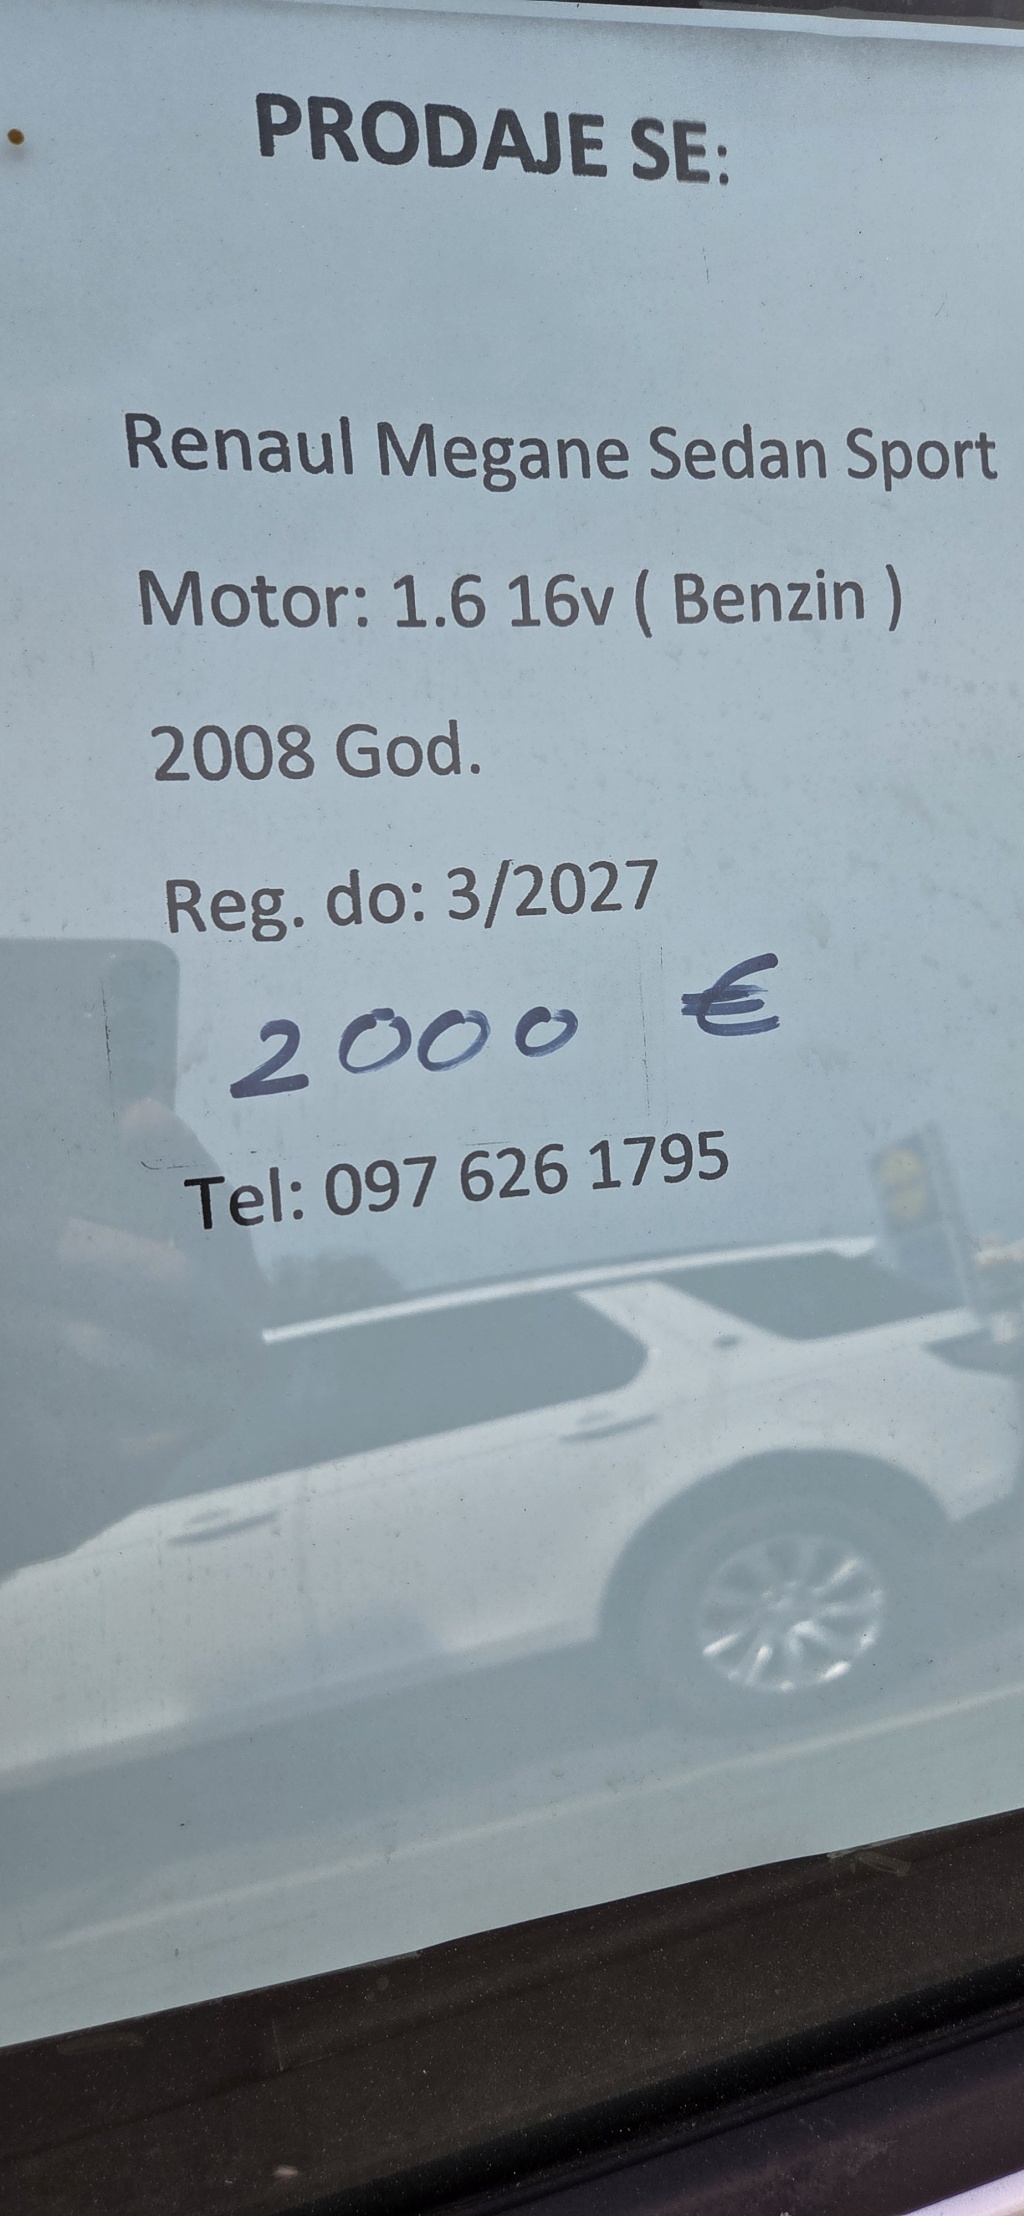 PRODAJE SE:
Renaul Megane Sedan Sport
Motor: 1.6 16v ( Benzin )
2008 God.
Reg. do: 3/2027
2000 €
Tel: 097 626 1795